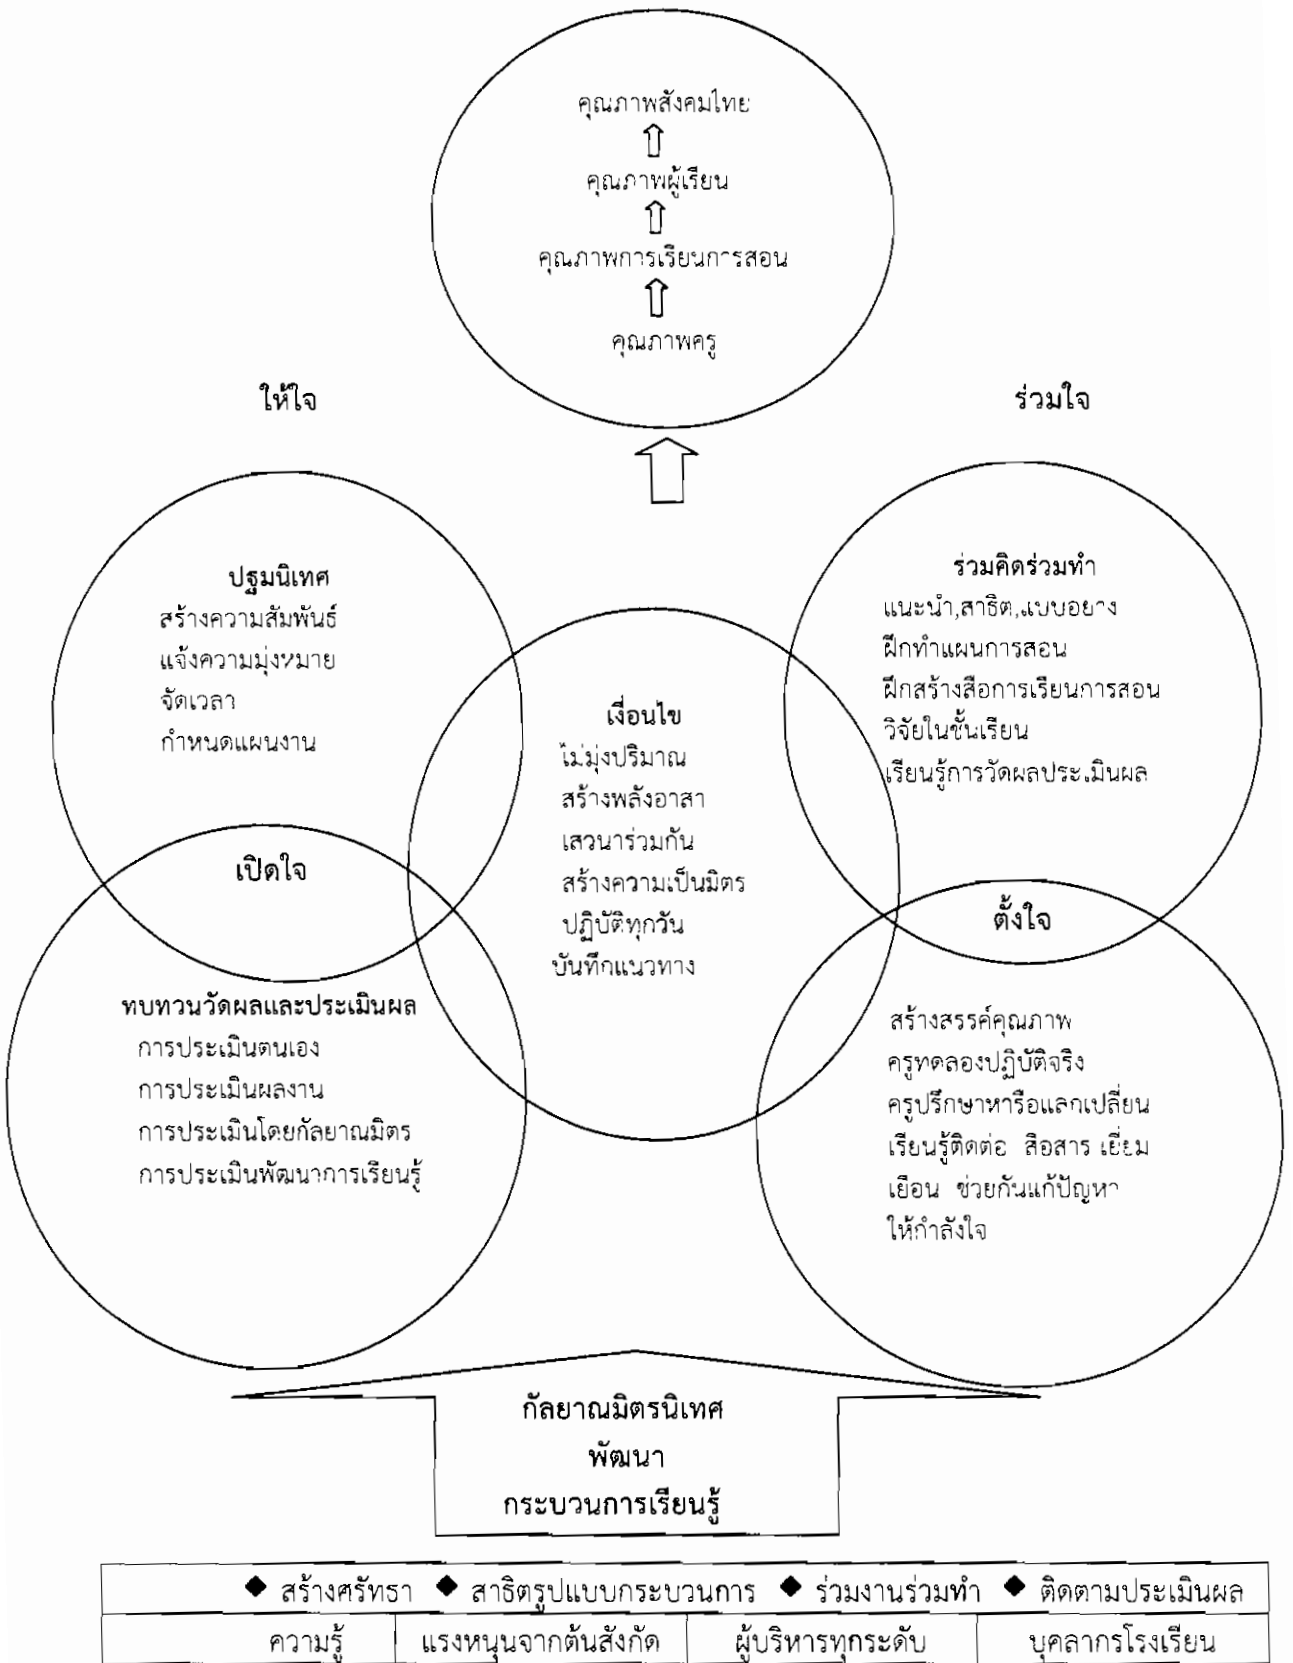 คุณภาพสังคมไทย
คุณภาพผู้เรียน
คุณภาพการเรียนการสอน
คุณภาพครู
ให้ใจ
ร่วมใจ
ปฐมนิเทศ
สร้างความสัมพันธ์
แจ้งความมุ่งหมาย
จัดเวลา
กำหนดแผนงาน
ร่วมคิดร่วมทำ
แนะนำ,สาธิต,แบบอย่าง
ฝึกทำแผนการสอน
ฝึกสร้างสื่อการเรียนการสอน
วิจัยในชั้นเรียน
เรียนรู้การวัดผลประเมินผล
เงื่อนไข
ไม่มุ่งปริมาณ
สร้างพลังอาสา
เสวนาร่วมกัน
สร้างความเป็นมิตร
ปฏิบัติทุกวัน
บันทึกแนวทาง
เปิดใจ
ตั้งใจ
ทบทวนวัดผลและประเมินผล
การประเมินตนเอง
การประเมินผลงาน
การประเมินโดยกัลยาณมิตร
การประเมินพัฒนาการเรียนรู้
สร้างสรรค์คุณภาพ
ครูทดลองปฏิบัติจริง
ครูปรึกษาหารือแลกเปลี่ยน
เรียนรู้ติดต่อ สื่อสาร เยี่ยม
เยือน ช่วยกันแก้ปัญหา
ให้กำลังใจ
กัลยาณมิตรนิเทศ
พัฒนา
กระบวนการเรียนรู้
◆ สร้างศรัทธา ◆ สาธิตรูปแบบกระบวนการ ◆ ร่วมงานร่วมทำ ◆ ติดตามประเมินผล
ความรู้ แรงหนุนจากต้นสังกัด ผู้บริหารทุกระดับ บุคลากรโรงเรียน